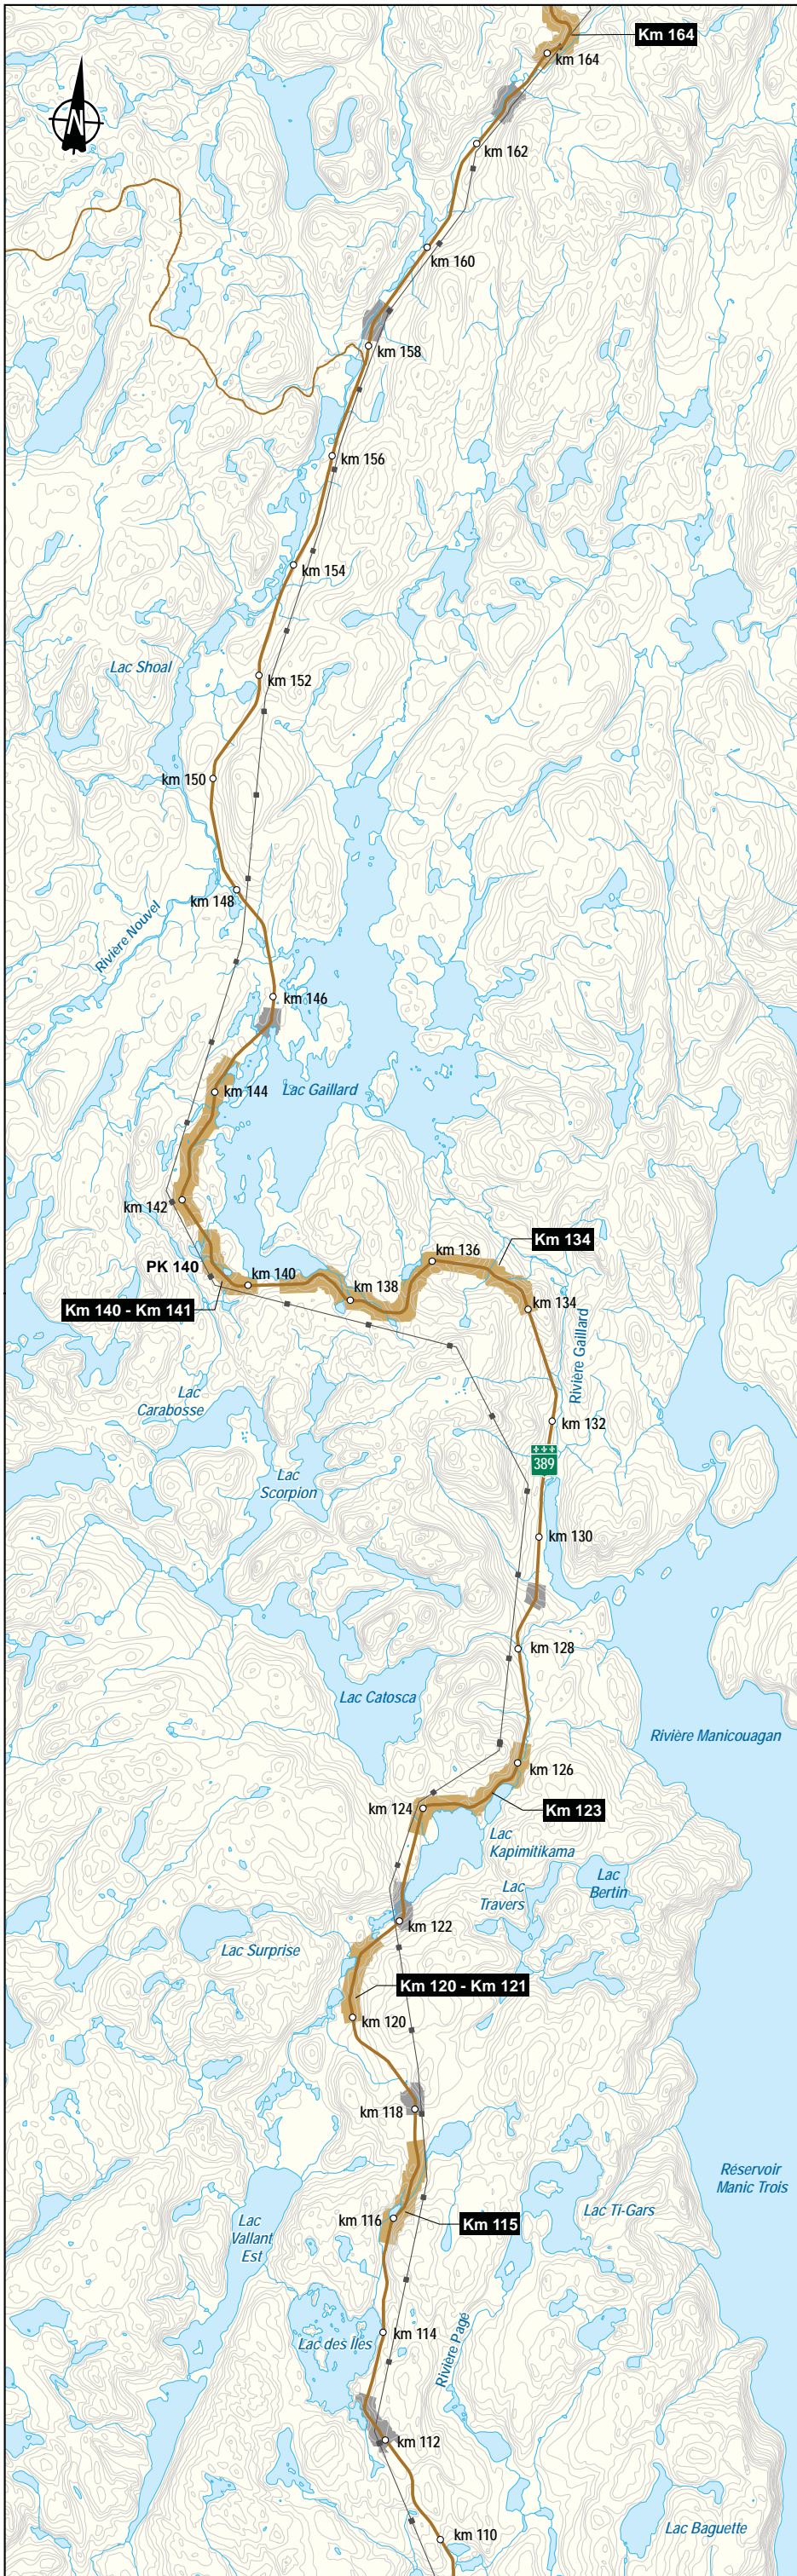 Km 164
km 164
N
km 162
km 160
km 158
km 156
km 154
Lac Shoal
km 152
km 150
km 148
Rivière Nouvel
km 146
Lac Gaillard
km 144
km 142
km 136
Km 134
PK 140
km 140
km 138
km 134
Km 140 - Km 141
Rivière Gaillard
Lac
Carabosse
km 132
389
Lac
Scorpion
km 130
km 128
Lac Catosca
Rivière Manicouagan
km 126
km 124
Km 123
Lac
Kapimitikama
Lac
Bertin
Lac
Travers
km 122
Lac Surprise
Km 120 - Km 121
km 120
km 118
Réservoir
Manic Trois
Lac Ti-Gars
km 116
Km 115
Lac
Vallant
Est
km 114
Lac des Îles
Rivière Pagé
km 112
km 110
Lac Baguette